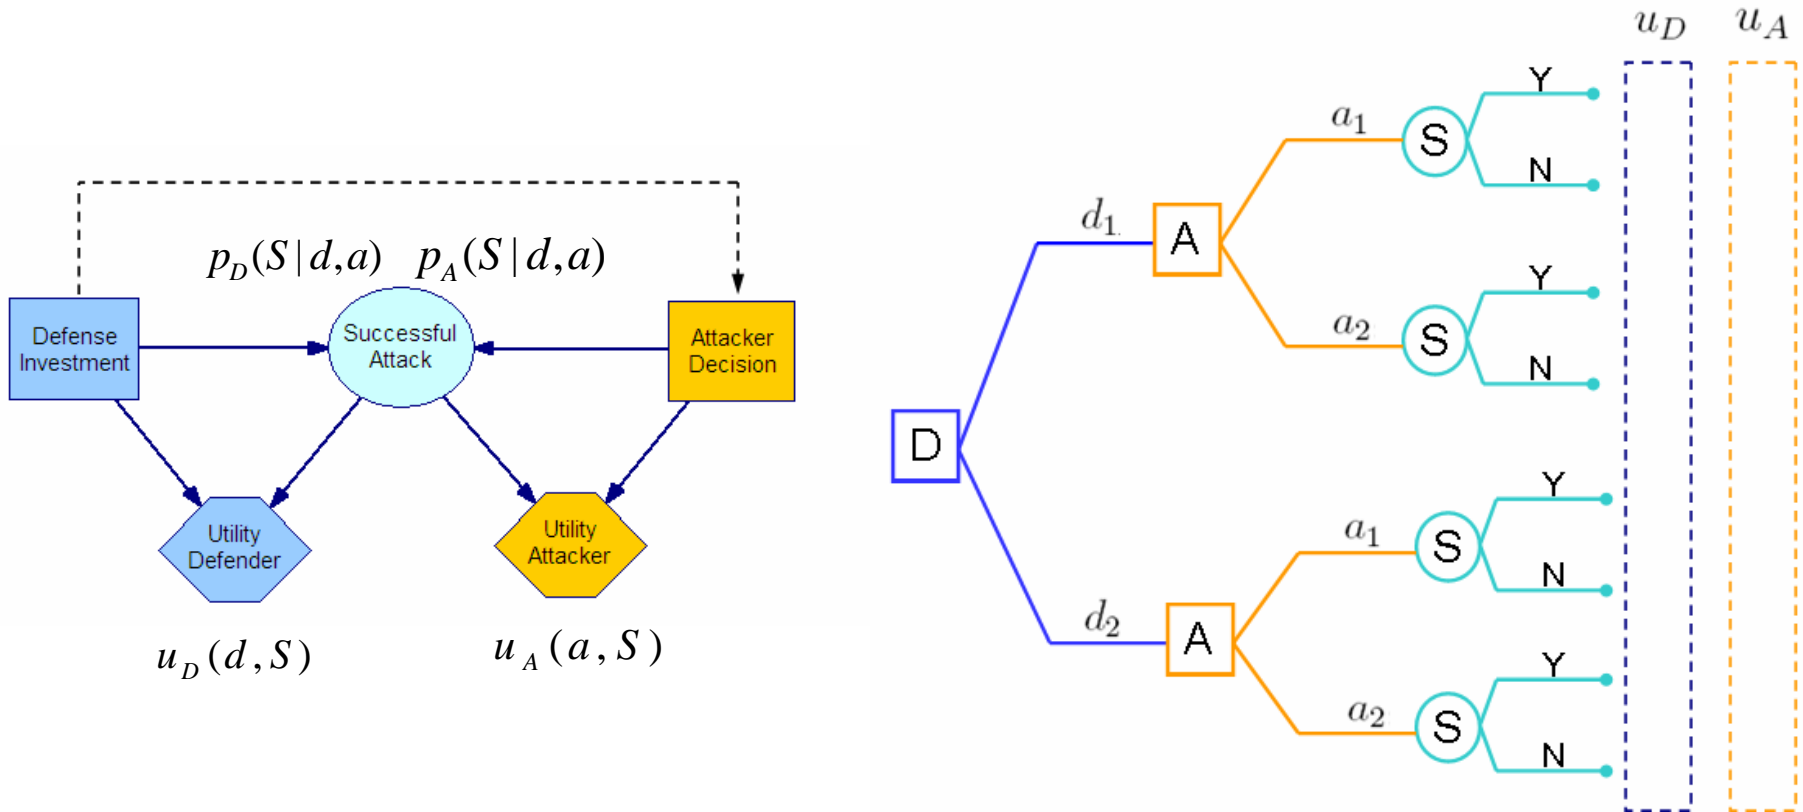 p_D(S|d,a) p_A(S|d,a)
Defense
Investment
Successful
Attack
Attacker
Decision
Utility
Defender
Utility
Attacker
u_D(d,S)
u_A(a,S)
u_D u_A
Y
a_1
S
N
d_1.
A
Y
a_2
S
N
D
Y
a_1
S
N
d_2
A
Y
a_2
S
N